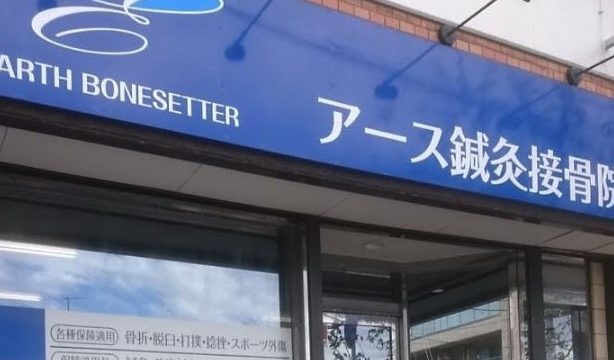 ARTH BONESETTER
アース鍼灸接骨院
各種保険適用 骨折・脱臼・打撲・捻挫・スポーツ外傷